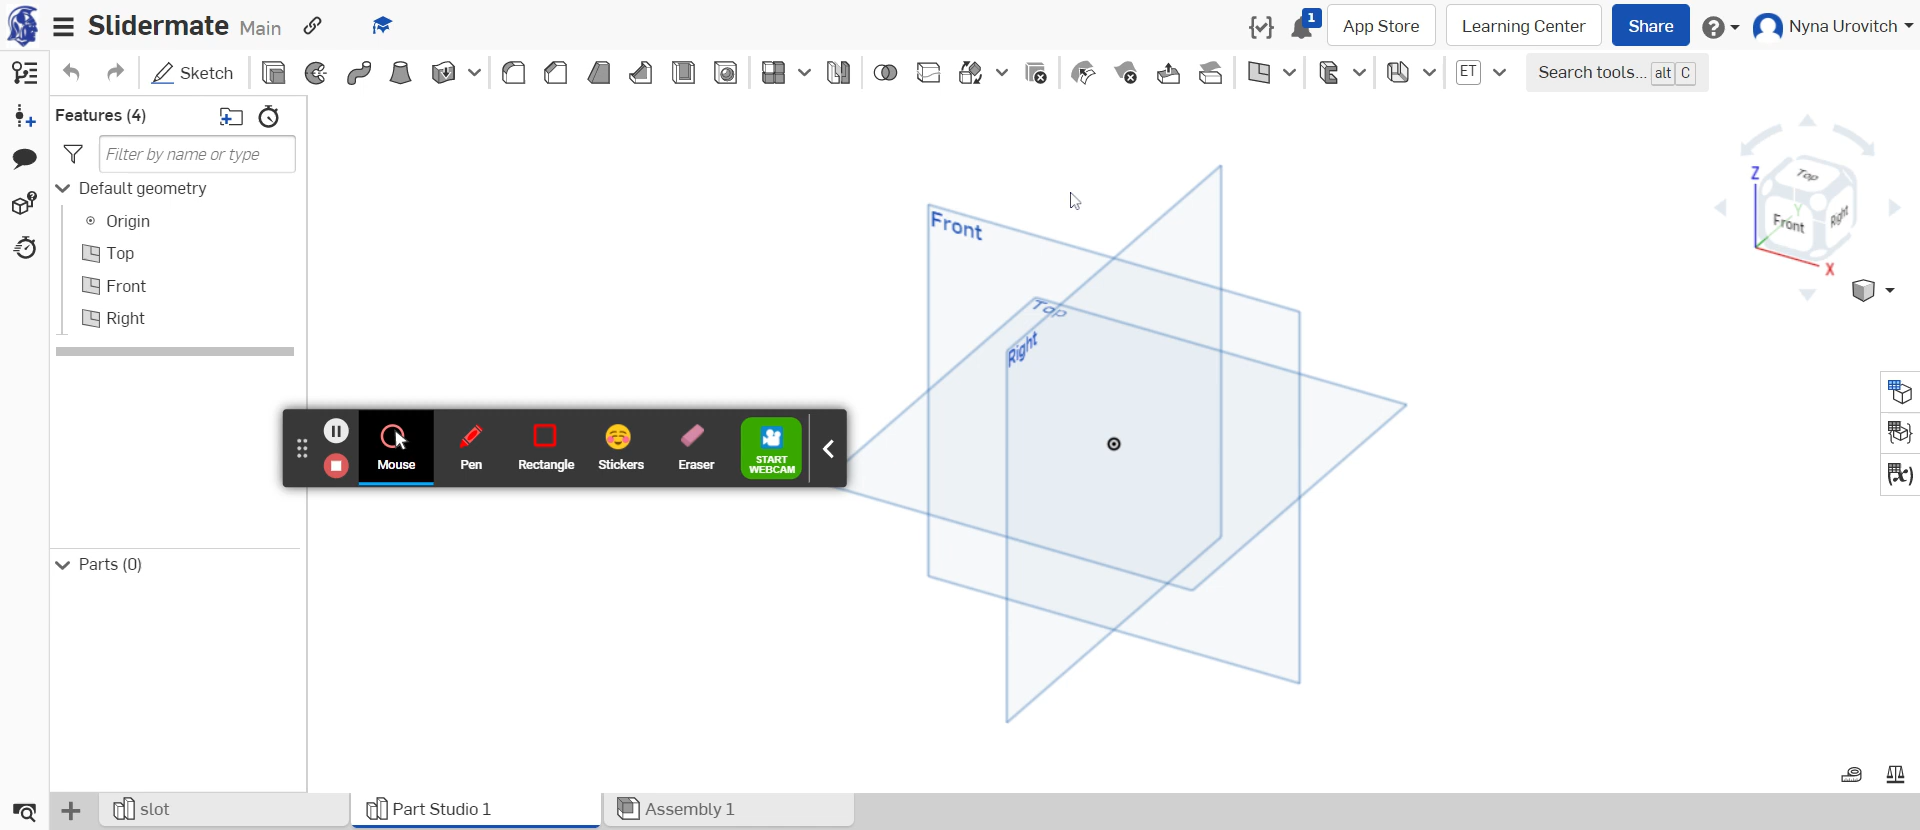 Slidermate Main
1
App Store
Learning Center
Share
Nyna Urovitch
Sketch
ET
Search tools... alt C
Features (4)
Filter by name or type
Default geometry
Origin
Top
Front
Right
Front
Top
Right
Z
Top
Y
Front
Right
X
Mouse
Pen
Rectangle
Stickers
Eraser
START
WEBCAM
(x)
Parts (0)
slot
Part Studio 1
Assembly 1